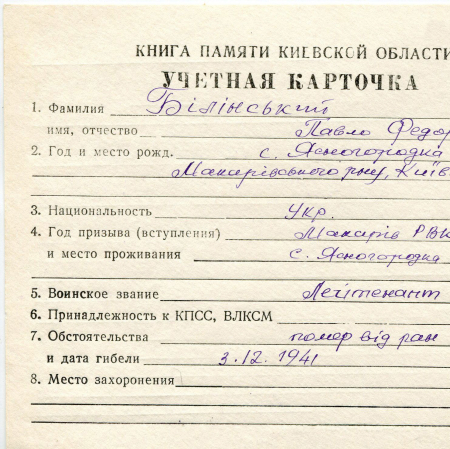 КНИГА ПАМЯТИ КИЕВСКОЙ ОБЛАСТИ
УЧЕТНАЯ КАРТОЧКА
1. Фамилия Білінський
имя, отчество Павло Федор
2. Год и место рожд. с. Ясногородка
Макарівського р-ну, Київ
3. Национальность Укр.
4. Год призыва (вступления) Макарів РВК
и место проживания с. Ясногородка
5. Воинское звание Лейтенант
6. Принадлежность к КПСС, ВЛКСМ
7. Обстоятельства помер від ран
и дата гибели 3.12.1941
8. Место захоронения